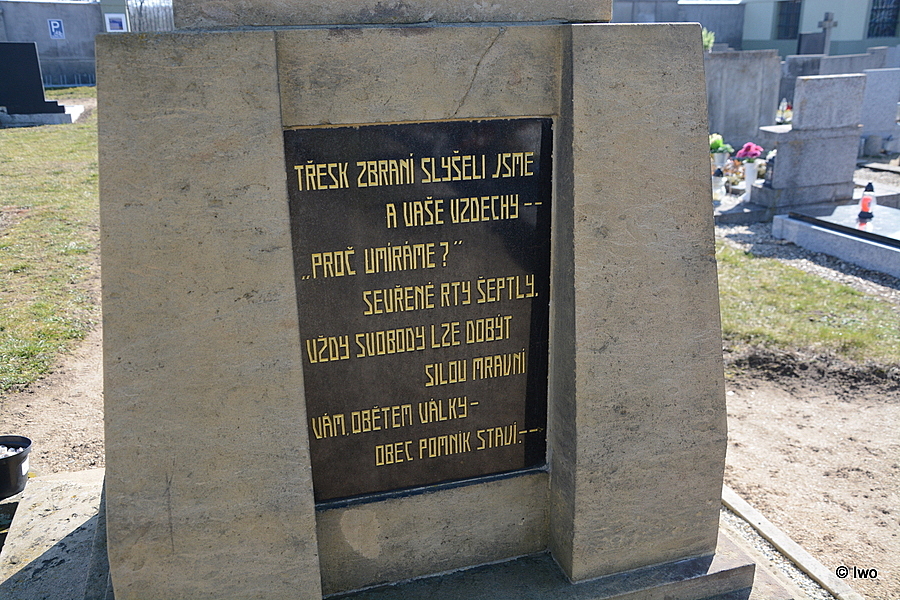 TŘESK ZBRANÍ SLYŠELI JSME
A VAŠE VZDECHY--
„PROČ UMÍRÁME?“
SEVŘENÉ RTY ŠEPTLY.
VŽDY SVOBODY LZE DOBÝT
SILOU MRAVNÍ
VÁM, OBĚTEM VÁLKY-
OBEC POMNÍK STAVÍ.--
P
© Iwo